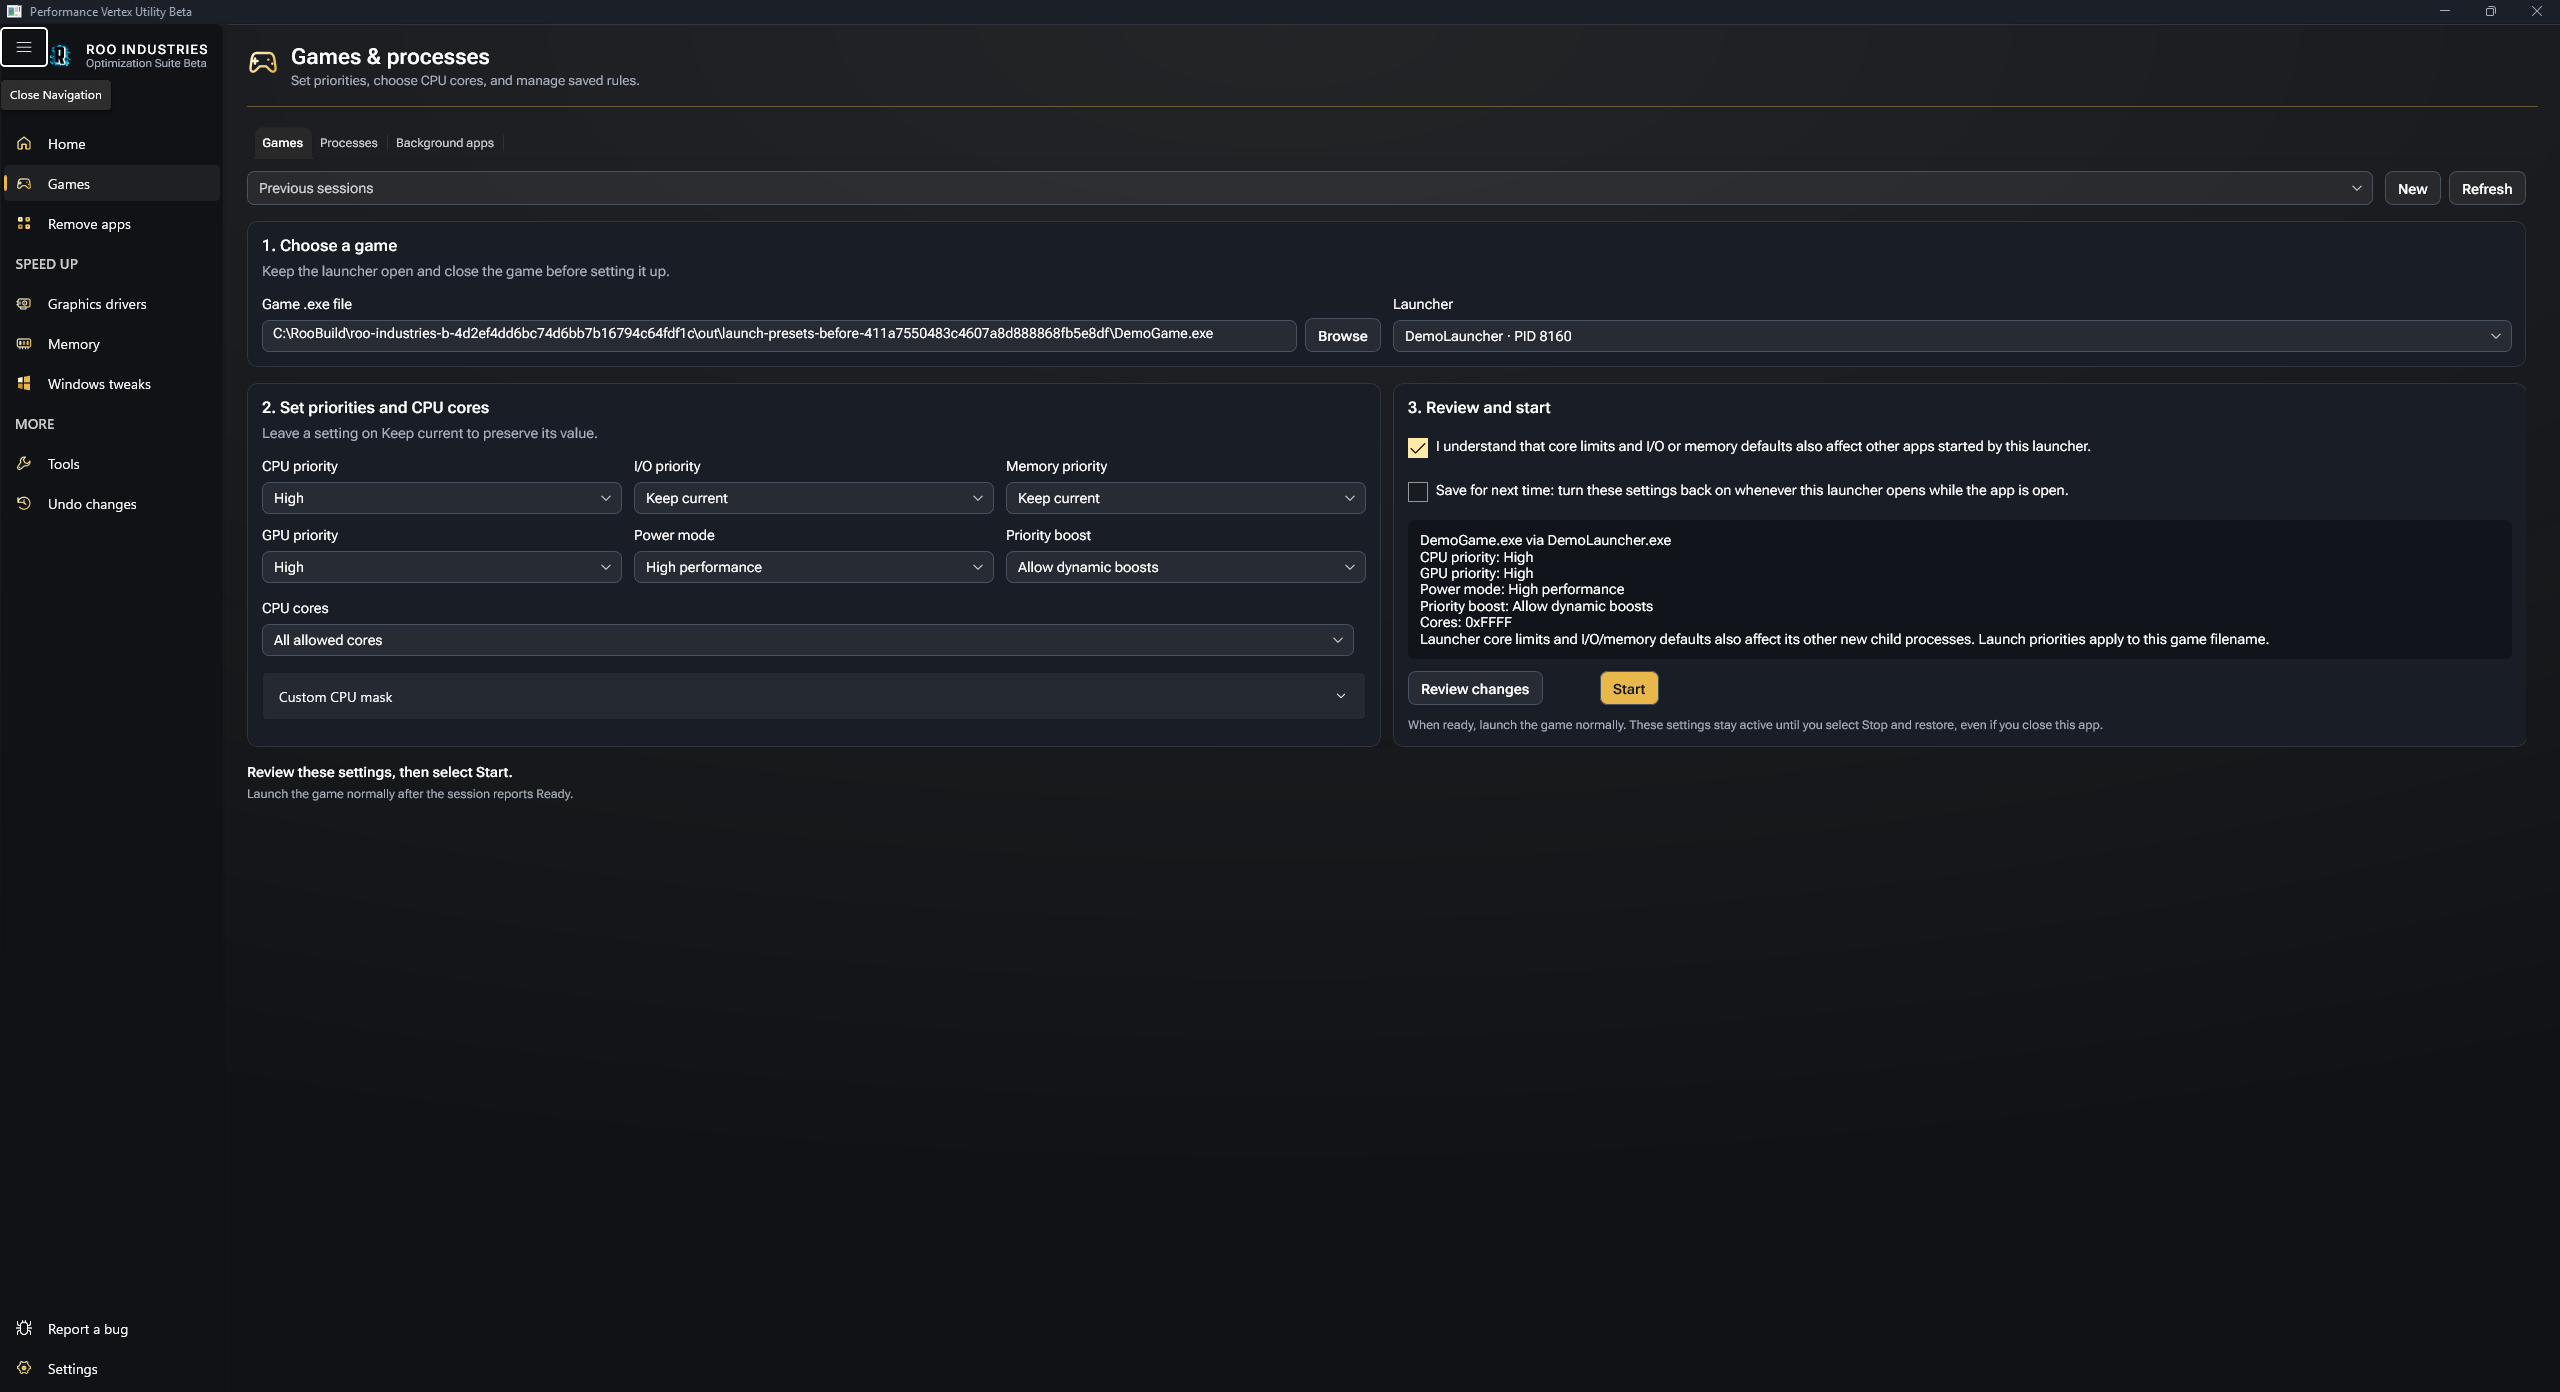 Performance Vertex Utility Beta
ROO INDUSTRIES
Optimization Suite Beta
Close Navigation
Home
Games
Remove apps
SPEED UP
Graphics drivers
Memory
Windows tweaks
MORE
Tools
Undo changes
Report a bug
Settings
Games & processes
Set priorities, choose CPU cores, and manage saved rules.
Games
Processes
Background apps
Previous sessions
New
Refresh
1. Choose a game
Keep the launcher open and close the game before setting it up.
Game .exe file
C:\RooBuild\roo-industries-b-4d2ef4dd6bc74d6bb7b16794c64fdf1c\out\launch-presets-before-411a7550483c4607a8d888868fb5e8df\DemoGame.exe
Browse
Launcher
DemoLauncher · PID 8160
2. Set priorities and CPU cores
Leave a setting on Keep current to preserve its value.
CPU priority
High
I/O priority
Keep current
Memory priority
Keep current
GPU priority
High
Power mode
High performance
Priority boost
Allow dynamic boosts
CPU cores
All allowed cores
Custom CPU mask
3. Review and start
I understand that core limits and I/O or memory defaults also affect other apps started by this launcher.
Save for next time: turn these settings back on whenever this launcher opens while the app is open.
DemoGame.exe via DemoLauncher.exe
CPU priority: High
GPU priority: High
Power mode: High performance
Priority boost: Allow dynamic boosts
Cores: 0xFFFF
Launcher core limits and I/O/memory defaults also affect its other new child processes. Launch priorities apply to this game filename.
Review changes
Start
When ready, launch the game normally. These settings stay active until you select Stop and restore, even if you close this app.
Review these settings, then select Start.
Launch the game normally after the session reports Ready.